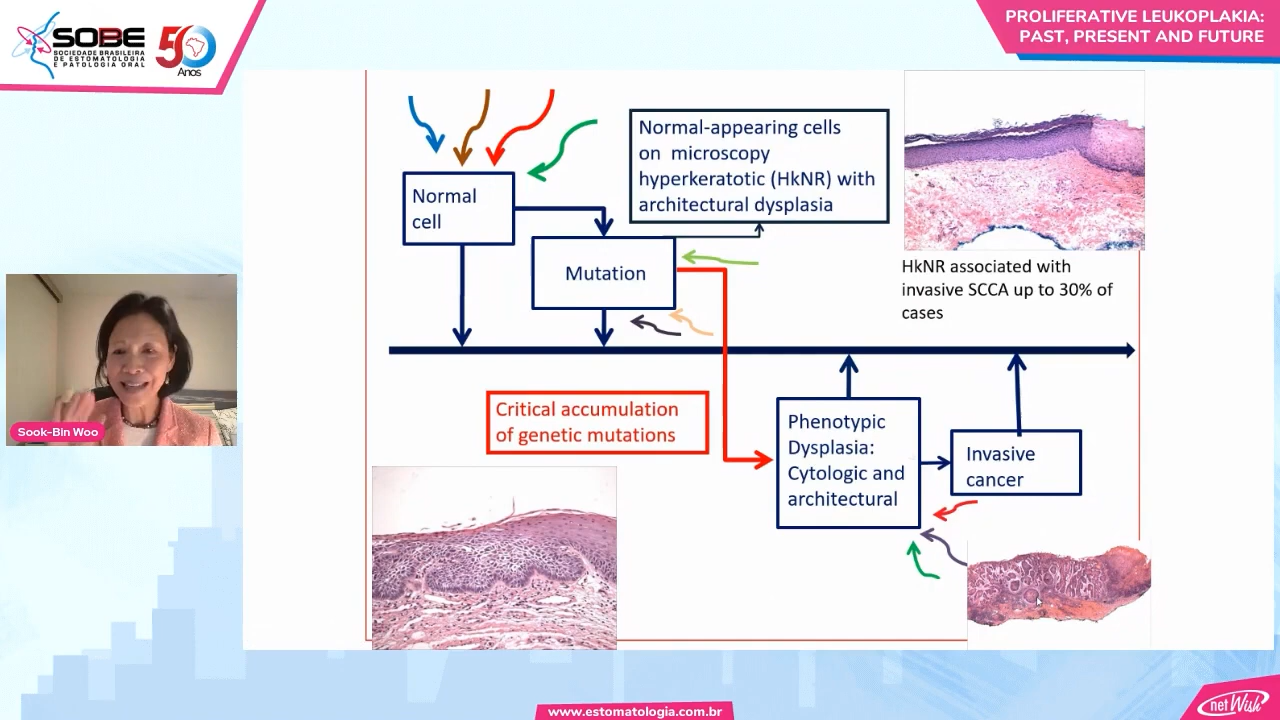 SOBE
SOCIEDADE BRASILEIRA
DE ESTOMATOLOGIA
E PATOLOGIA ORAL
50
Anos
PROLIFERATIVE LEUKOPLAKIA:
PAST, PRESENT AND FUTURE
Normal
cell
Normal-appearing cells
on microscopy
hyperkeratotic (HkNR) with
architectural dysplasia
Mutation
HkNR associated with
invasive SCCA up to 30% of
cases
Critical accumulation
of genetic mutations
Phenotypic
Dysplasia:
Cytologic and
architectural
Invasive
cancer
Sook-Bin Woo
www.estomatologia.com.br
netWish